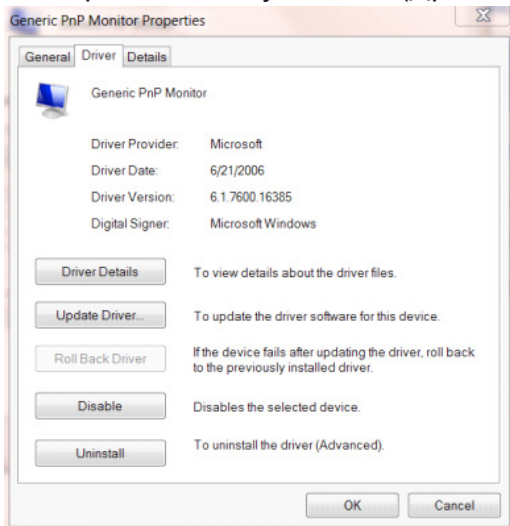 Generic PnP Monitor Properties
General Driver Details
Generic PnP Monitor
Driver Provider: Microsoft
Driver Date: 6/21/2006
Driver Version: 6.1.7600.16385
Digital Signer: Microsoft Windows
Driver Details To view details about the driver files.
Update Driver... To update the driver software for this device.
Roll Back Driver If the device fails after updating the driver, roll back
to the previously installed driver.
Disable Disables the selected device.
Uninstall To uninstall the driver (Advanced).
OK Cancel